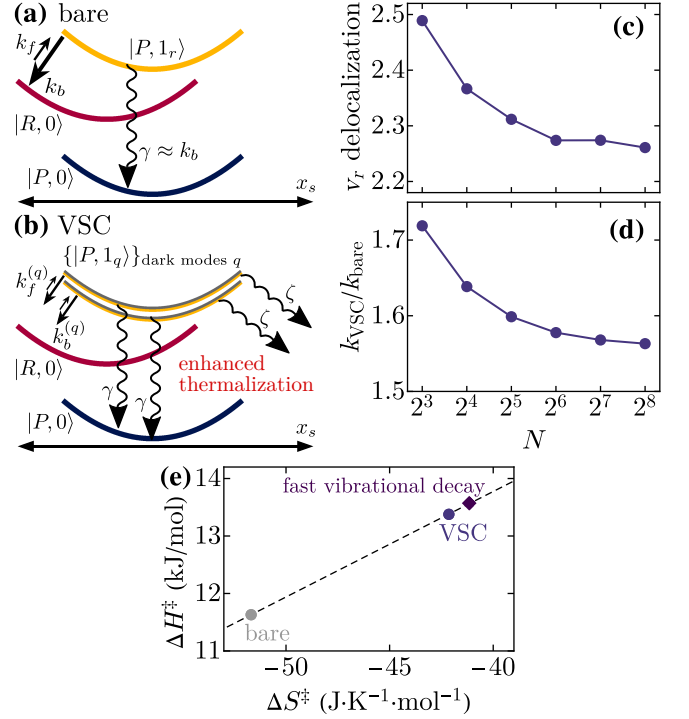 (a) bare
|P, 1_r⟩
k_f
k_b
|R, 0⟩
γ ≈ k_b
|P, 0⟩
x_s
(b) VSC
{|P, 1_q⟩}_dark modes q
k_f^(q)
k_b^(q)
ζ
ζ
|R, 0⟩
enhanced
thermalization
γ
γ
|P, 0⟩
x_s
(c)
v_r delocalization
2.5
2.4
2.3
2.2
(d)
k_VSC/k_bare
1.7
1.6
1.5
2^3 2^4 2^5 2^6 2^7 2^8
N
(e)
ΔH^‡ (kJ/mol)
14
13
12
11
fast vibrational decay
VSC
bare
−50 −45 −40
ΔS^‡ (J·K^−1·mol^−1)